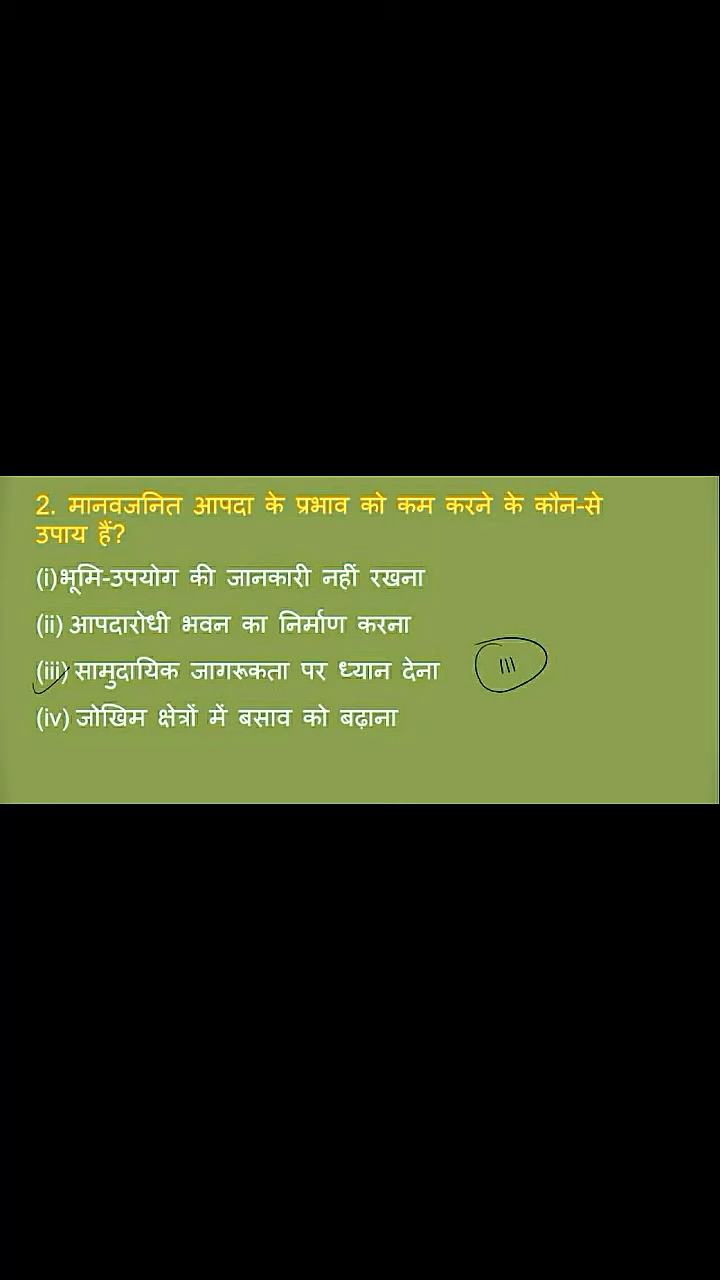 2. मानवजनित आपदा के प्रभाव को कम करने के कौन-से
उपाय हैं?
(i)भूमि-उपयोग की जानकारी नहीं रखना
(ii) आपदारोधी भवन का निर्माण करना
(iii) सामुदायिक जागरूकता पर ध्यान देना III
(iv) जोखिम क्षेत्रों में बसाव को बढ़ाना